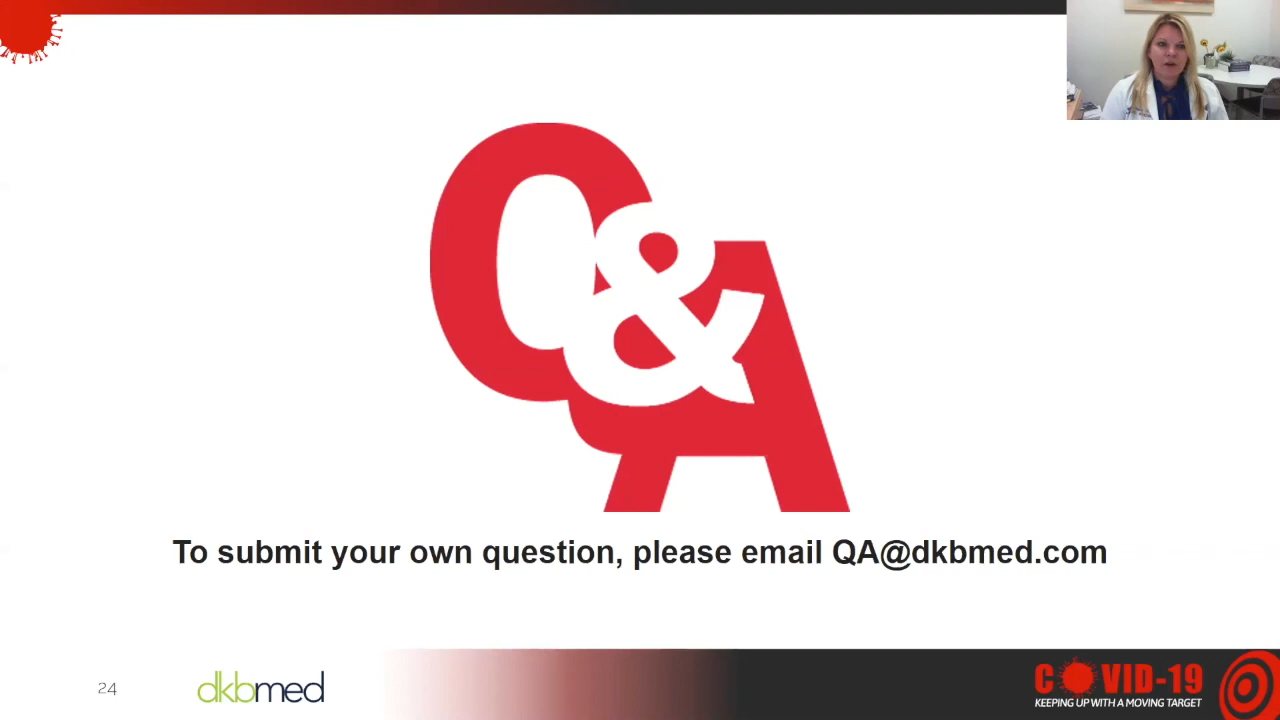 Q&A
To submit your own question, please email QA@dkbmed.com
24
dkbmed
COVID-19
KEEPING UP WITH A MOVING TARGET